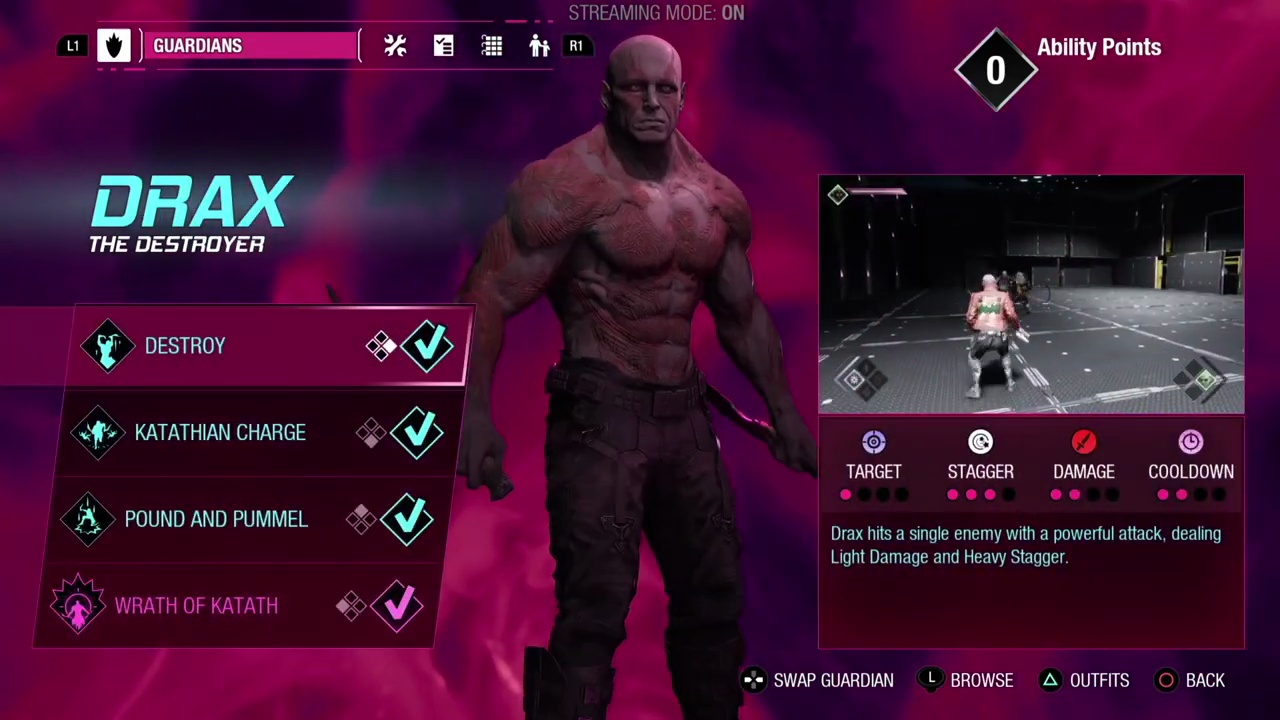 STREAMING MODE: ON
L1
GUARDIANS
R1
0
Ability Points
DRAX
THE DESTROYER
DESTROY
KATATHIAN CHARGE
POUND AND PUMMEL
WRATH OF KATATH
TARGET
STAGGER
DAMAGE
COOLDOWN
Drax hits a single enemy with a powerful attack, dealing
Light Damage and Heavy Stagger.
SWAP GUARDIAN
L
BROWSE
OUTFITS
BACK